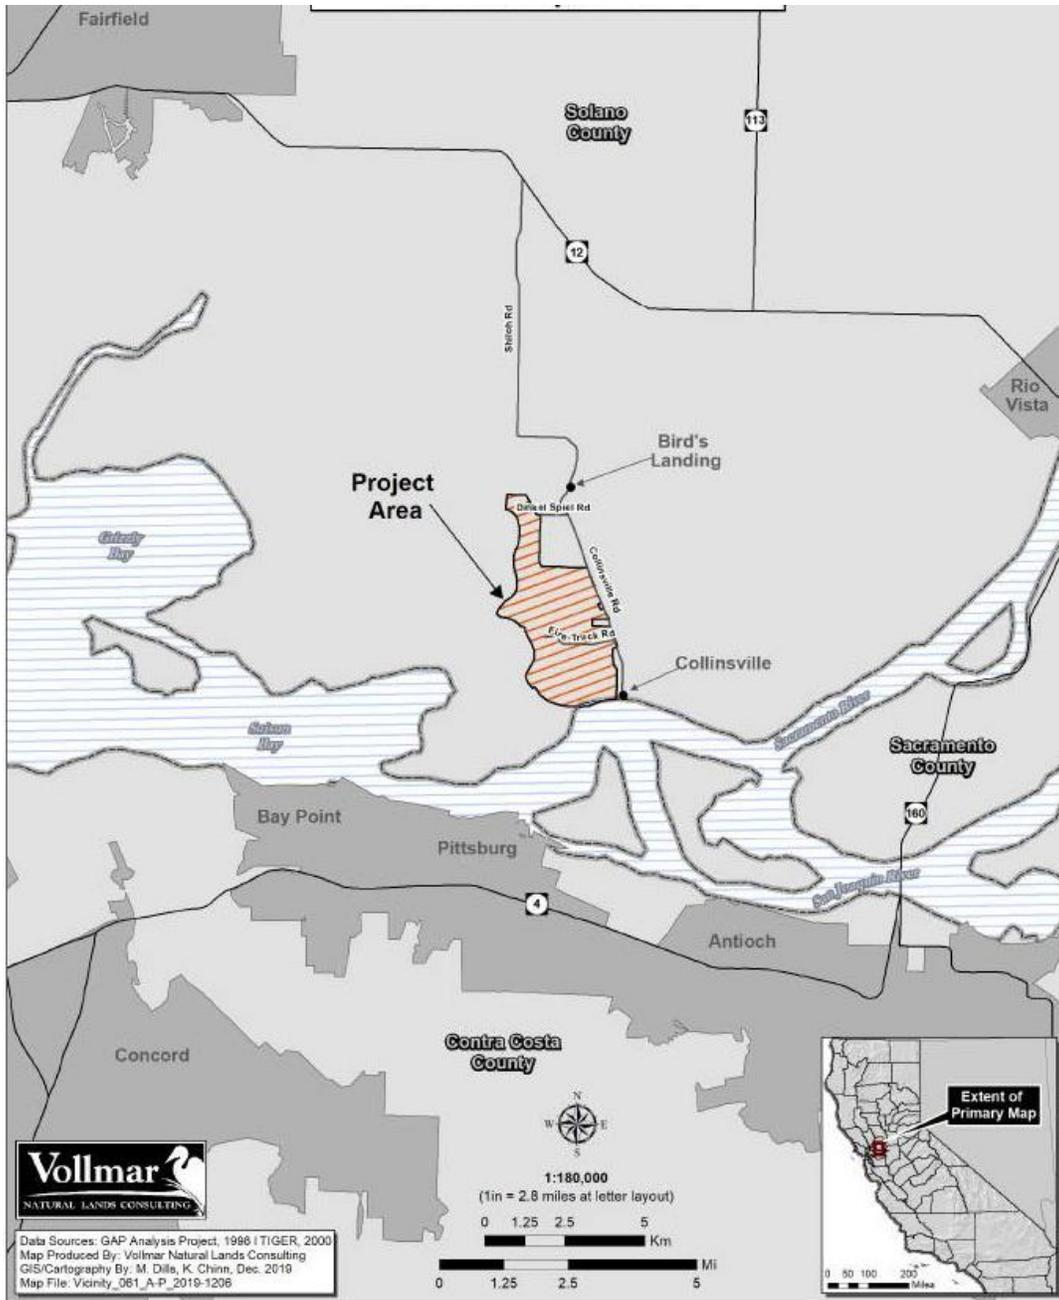 Fairfield
Solano
County
113
12
Shiloh Rd
Rio
Vista
Bird's
Landing
Project
Area
Dinkel Spiel Rd
Grizzly
Bay
Collinsville Rd
Fire-Truck Rd
Collinsville
Sacramento River
Suisun
Bay
Sacramento
County
160
Bay Point
Pittsburg
San Joaquin River
4
Antioch
Contra Costa
County
Concord
N
W E
S
Extent of
Primary Map
1:180,000
(1in = 2.8 miles at letter layout)
0 1.25 2.5 5
Km
Mi
0 1.25 2.5 5
0 50 100 200
Miles
Vollmar
NATURAL LANDS CONSULTING
Data Sources: GAP Analysis Project, 1998 I TIGER, 2000
Map Produced By: Vollmar Natural Lands Consulting
GIS/Cartography By: M. Dills, K. Chinn, Dec. 2019
Map File: Vicinity_061_A-P_2019-1206